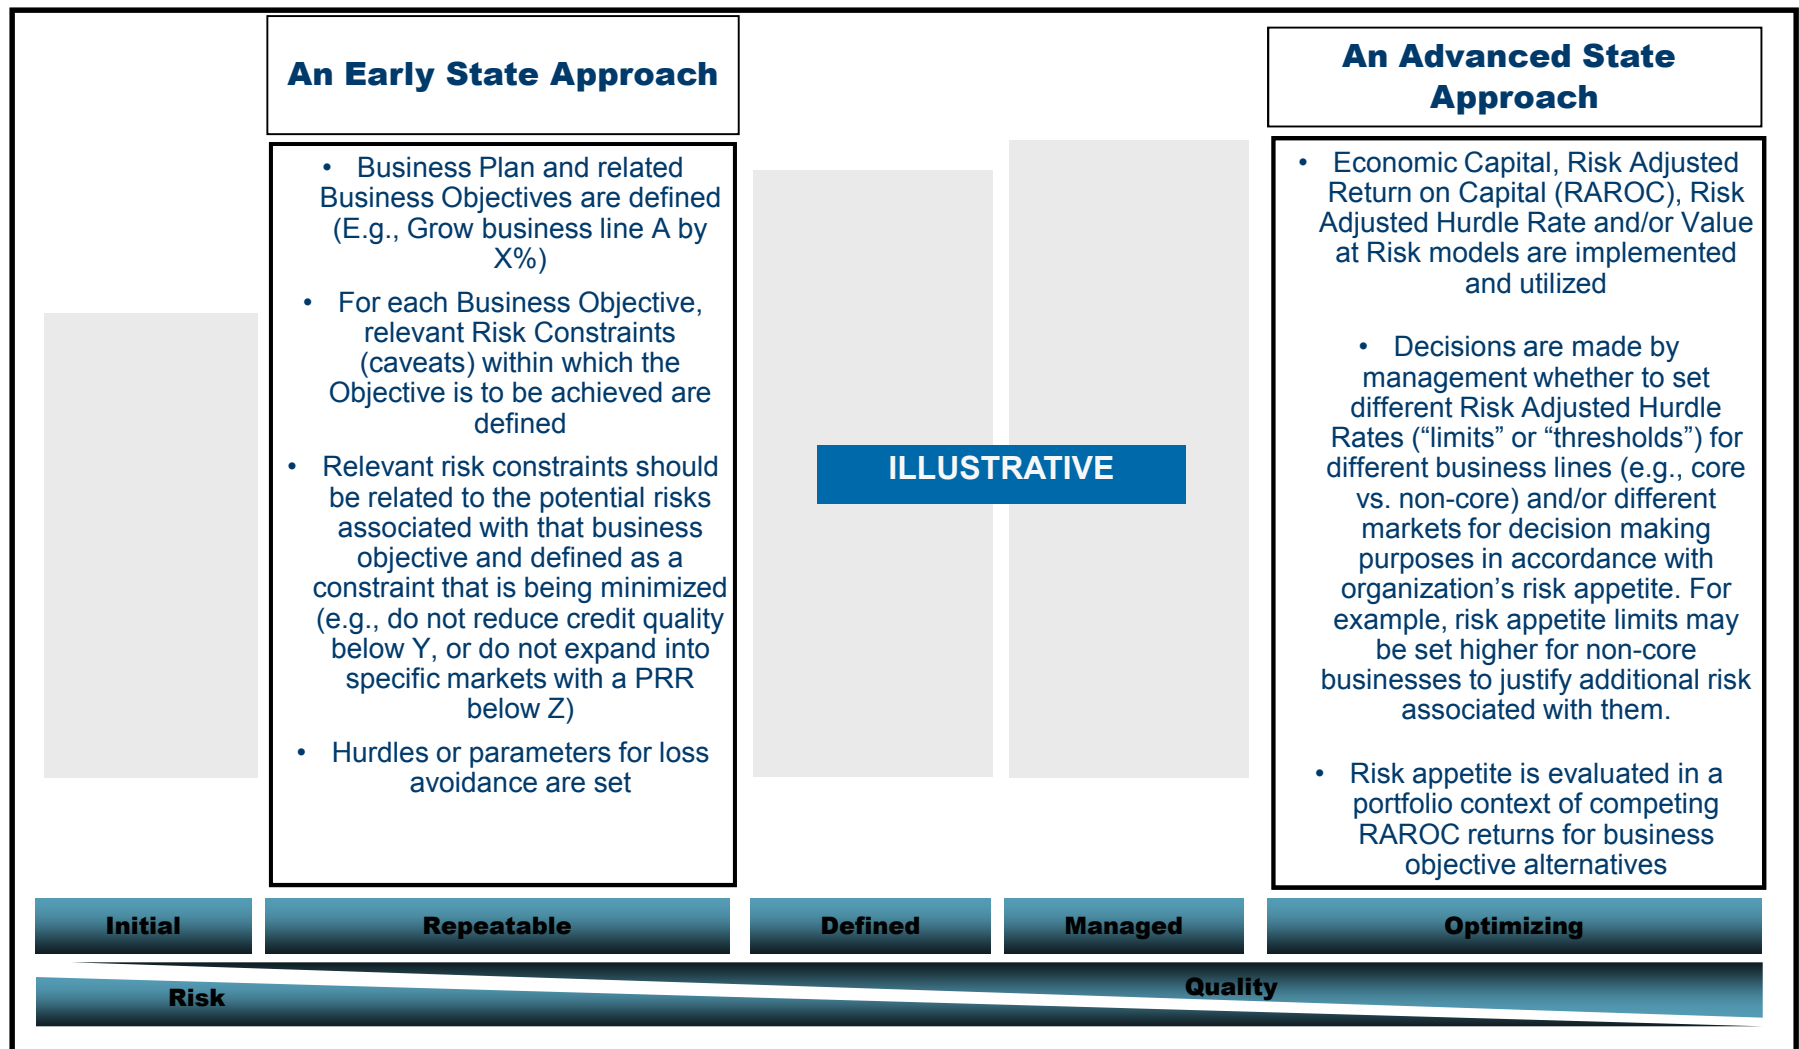 An Early State Approach
• Business Plan and related
Business Objectives are defined
(E.g., Grow business line A by
X%)
• For each Business Objective,
relevant Risk Constraints
(caveats) within which the
Objective is to be achieved are
defined
• Relevant risk constraints should
be related to the potential risks
associated with that business
objective and defined as a
constraint that is being minimized
(e.g., do not reduce credit quality
below Y, or do not expand into
specific markets with a PRR
below Z)
• Hurdles or parameters for loss
avoidance are set
ILLUSTRATIVE
An Advanced State
Approach
• Economic Capital, Risk Adjusted
Return on Capital (RAROC), Risk
Adjusted Hurdle Rate and/or Value
at Risk models are implemented
and utilized
• Decisions are made by
management whether to set
different Risk Adjusted Hurdle
Rates (“limits” or “thresholds”) for
different business lines (e.g., core
vs. non-core) and/or different
markets for decision making
purposes in accordance with
organization’s risk appetite. For
example, risk appetite limits may
be set higher for non-core
businesses to justify additional risk
associated with them.
• Risk appetite is evaluated in a
portfolio context of competing
RAROC returns for business
objective alternatives
Initial
Repeatable
Defined
Managed
Optimizing
Risk
Quality